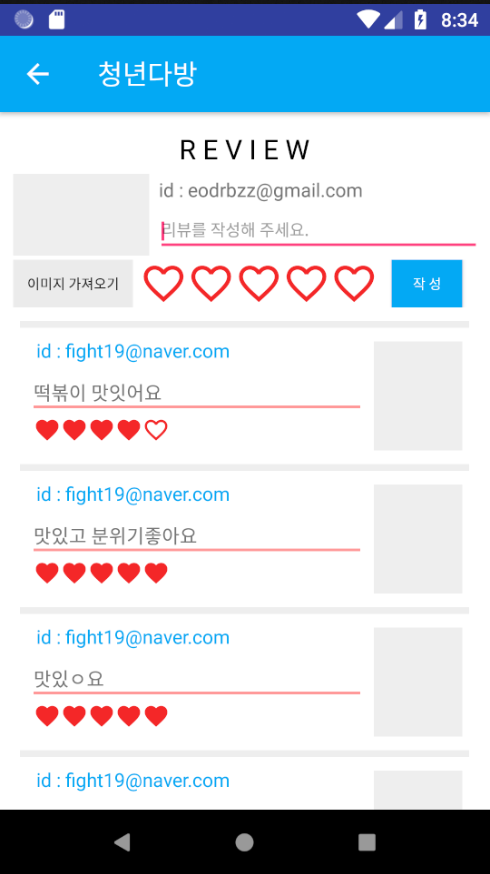 8:34
청년다방
REVIEW
id : eodrbzz@gmail.com
리뷰를 작성해 주세요.
이미지 가져오기
작성
id : fight19@naver.com
떡볶이 맛잇어요
id : fight19@naver.com
맛있고 분위기좋아요
id : fight19@naver.com
맛있ㅇ요
id : fight19@naver.com